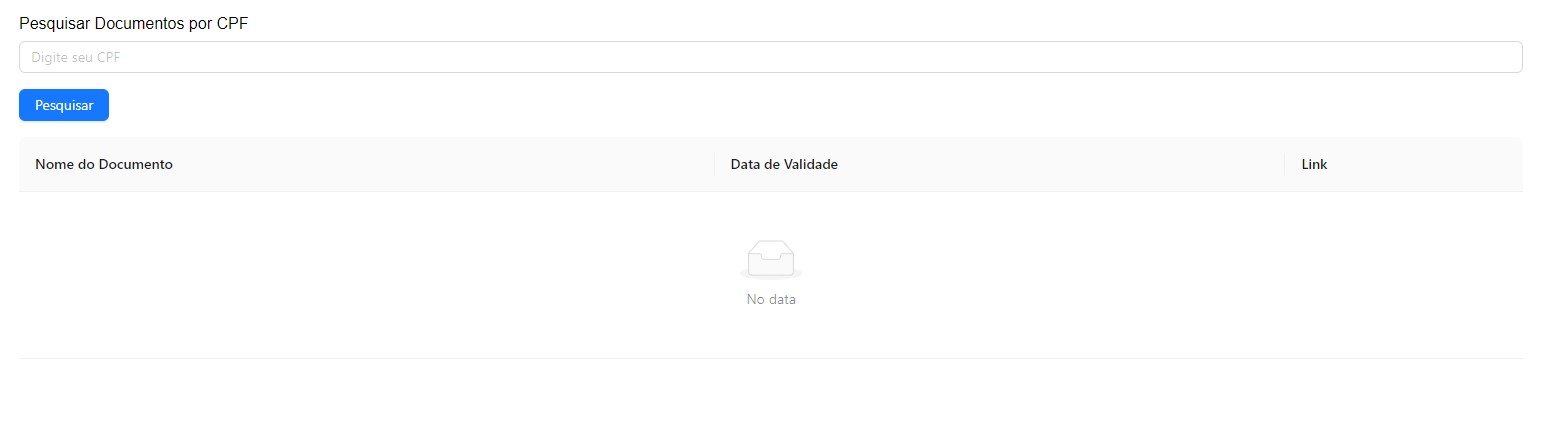 Pesquisar Documentos por CPF
Digite seu CPF
Pesquisar
Nome do Documento Data de Validade Link
No data